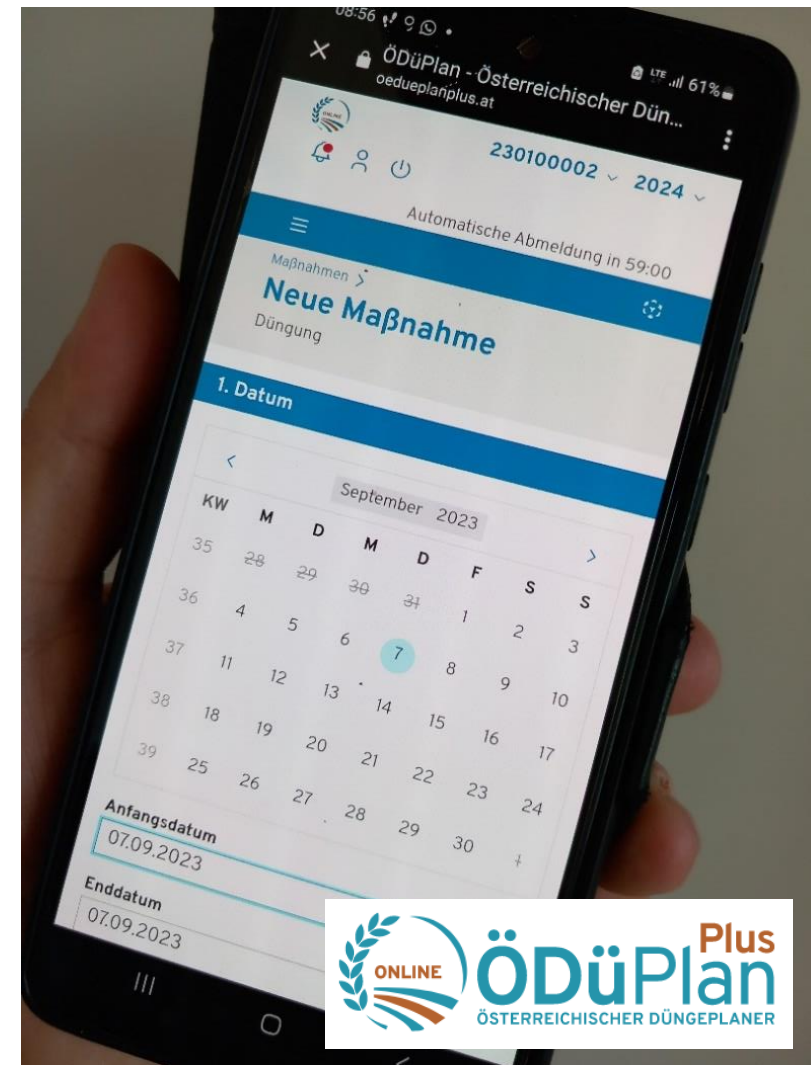 08:56
LTE 61%
ÖDüPlan - Österreichischer Dün...
oedueplanplus.at
ONLINE
230100002 2024
Automatische Abmeldung in 59:00
Maßnahmen >
Neue Maßnahme
Düngung
1. Datum
< September 2023 >
KW M D M D F S S
35 28 29 30 31 1 2 3
36 4 5 6 7 8 9 10
37 11 12 13 14 15 16 17
38 18 19 20 21 22 23 24
39 25 26 27 28 29 30 1
Anfangsdatum
07.09.2023
Enddatum
07.09.2023
ONLINE
ÖDüPlan Plus
ÖSTERREICHISCHER DÜNGEPLANER